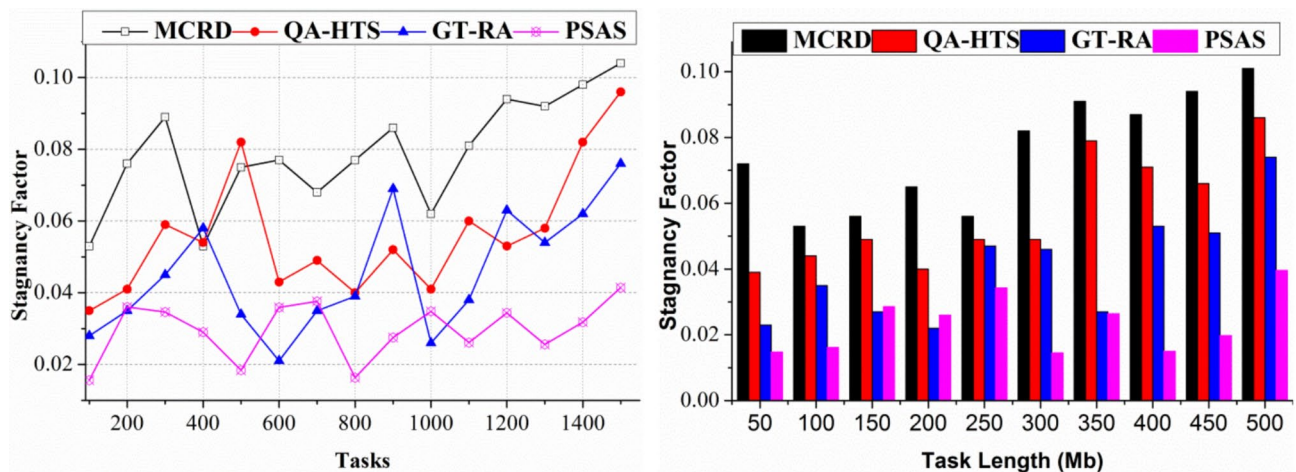 MCRD QA-HTS GT-RA PSAS
0.10
0.08
0.06
0.04
0.02
Stagnancy Factor
200 400 600 800 1000 1200 1400
Tasks
MCRD QA-HTS GT-RA PSAS
0.10
0.08
0.06
0.04
0.02
0.00
Stagnancy Factor
50 100 150 200 250 300 350 400 450 500
Task Length (Mb)